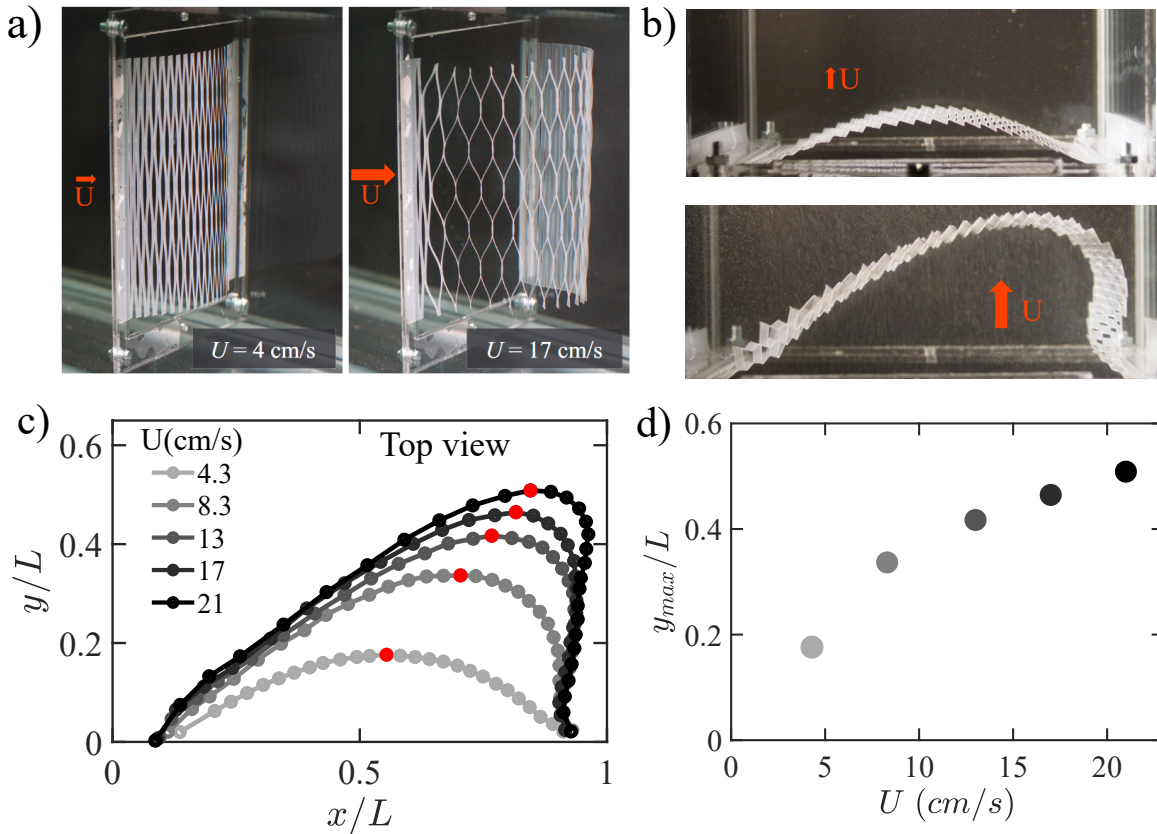 a)
U
U = 4 cm/s
U
U = 17 cm/s
b)
U
U
c)
0.6
0.4
0.2
0
y/L
U(cm/s)
4.3
8.3
13
17
21
Top view
0
0.5
1
x/L
d)
0.6
0.4
0.2
0
y_{max}/L
0
5
10
15
20
U (cm/s)